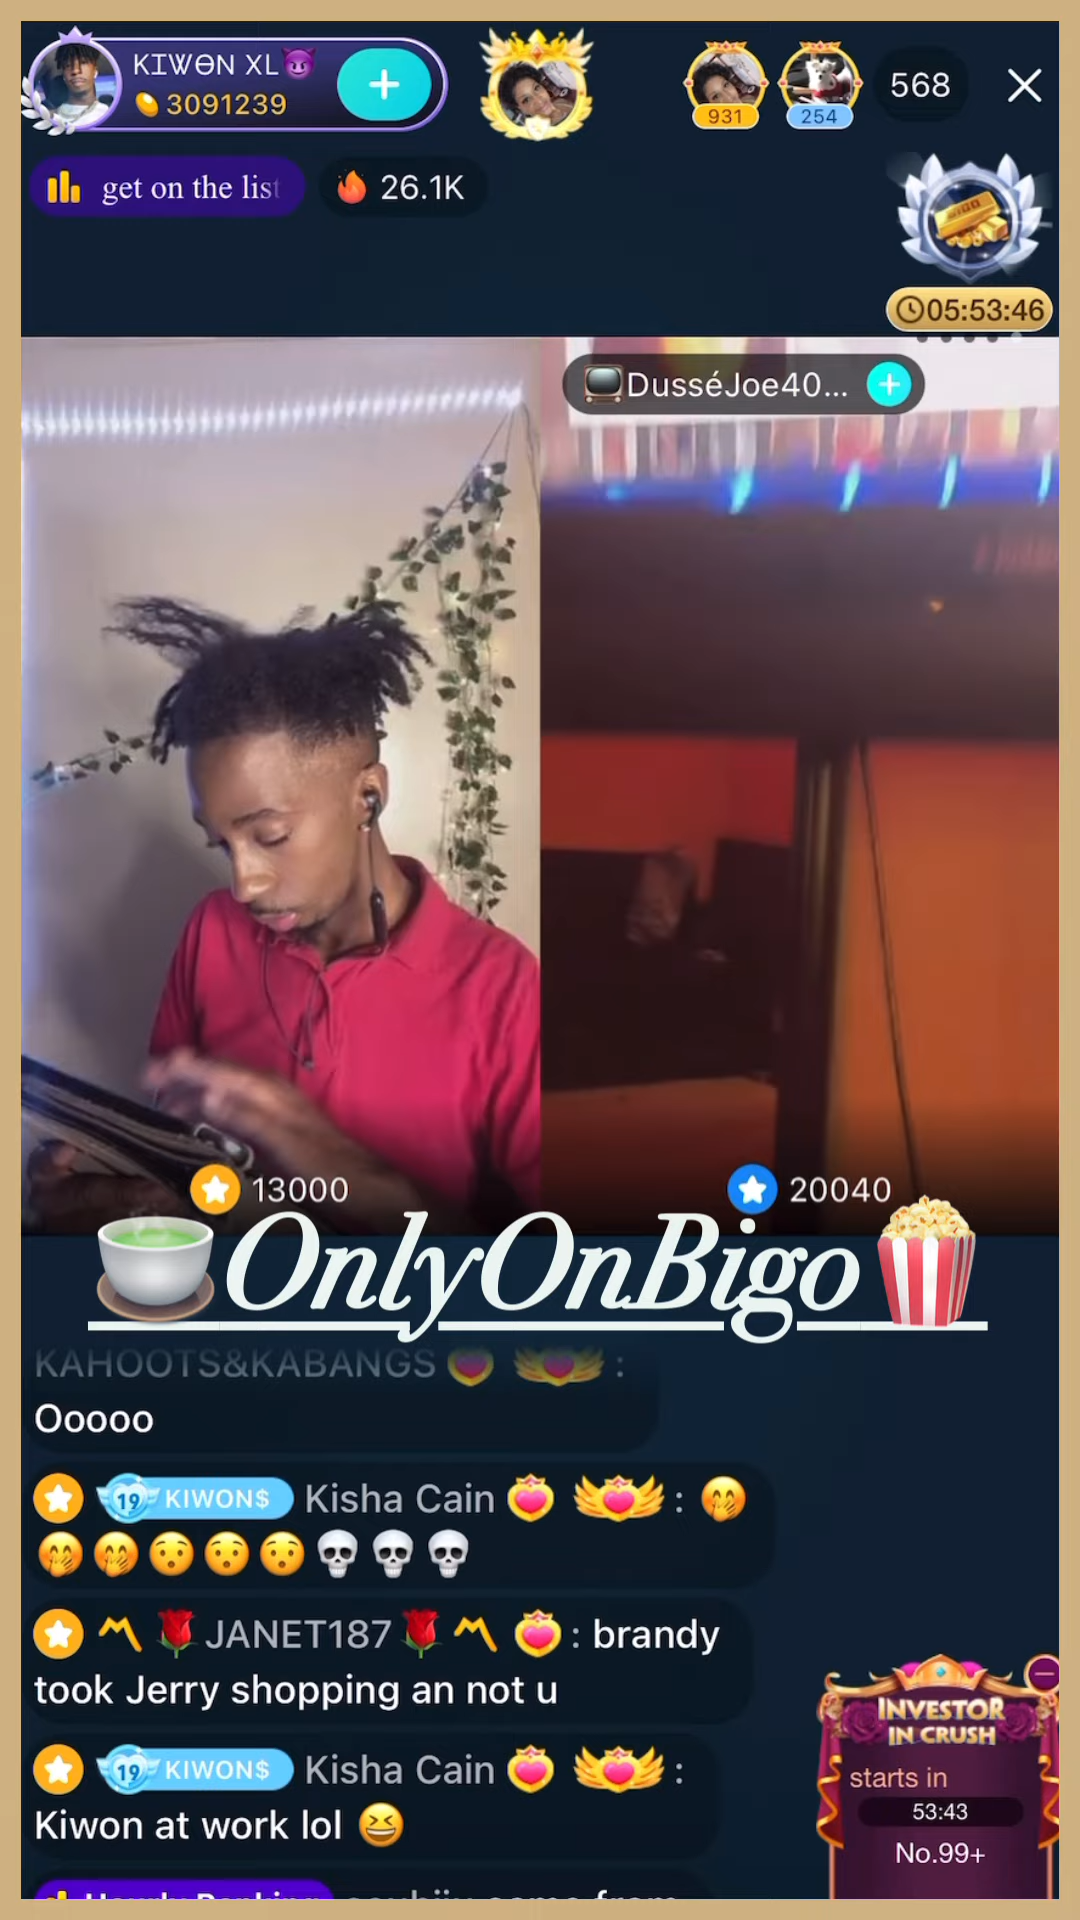 KIWӨN XL😈
3091239
931
254
568
get on the list
26.1K
05:53:46
DusséJoe40...
13000
20040
🍵OnlyOnBigo🍿
KAHOOTS&KABANGS :
Ooooo
19 KIWON$ Kisha Cain : 🤭
🤭🤭😯😯😯💀💀💀
〽️🌹JANET187🌹〽️ : brandy
took Jerry shopping an not u
19 KIWON$ Kisha Cain :
Kiwon at work lol 😆
INVESTOR
IN CRUSH
starts in
53:43
No.99+